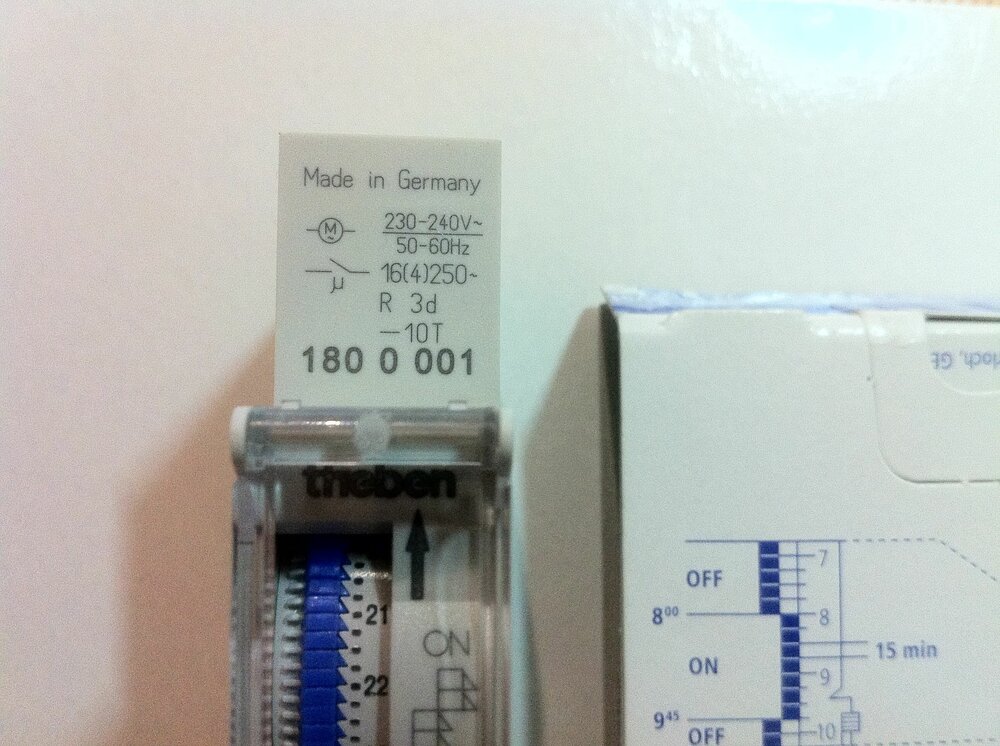 Made in Germany
M 230-240V~
50-60Hz
µ 16(4)250~
R 3d
-10T
180 0 001
theben
21
ON
22
7
OFF
8⁰⁰ 8
15 min
ON
9
9⁴⁵
OFF 10